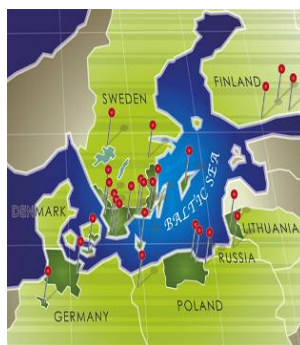 FINLAND
SWEDEN
BALTIC SEA
DENMARK
LITHUANIA
RUSSIA
POLAND
GERMANY